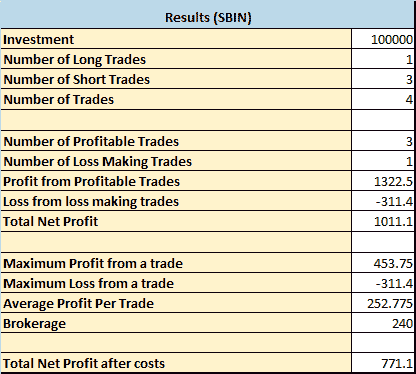 Results (SBIN)
Investment 100000
Number of Long Trades 1
Number of Short Trades 3
Number of Trades 4
Number of Profitable Trades 3
Number of Loss Making Trades 1
Profit from Profitable Trades 1322.5
Loss from loss making trades -311.4
Total Net Profit 1011.1
Maximum Profit from a trade 453.75
Maximum Loss from a trade -311.4
Average Profit Per Trade 252.775
Brokerage 240
Total Net Profit after costs 771.1